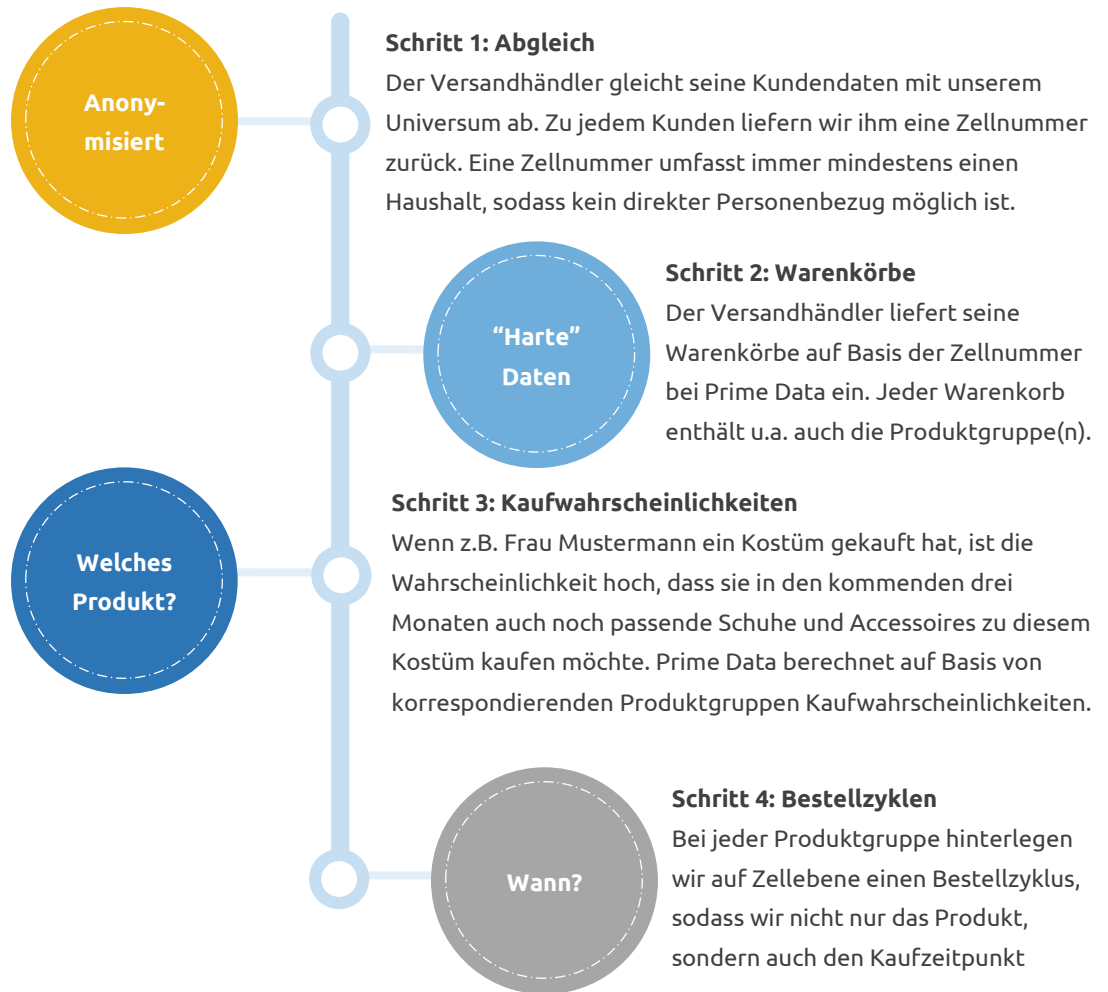 Anony-
misiert
Schritt 1: Abgleich
Der Versandhändler gleicht seine Kundendaten mit unserem
Universum ab. Zu jedem Kunden liefern wir ihm eine Zellnummer
zurück. Eine Zellnummer umfasst immer mindestens einen
Haushalt, sodass kein direkter Personenbezug möglich ist.
“Harte”
Daten
Schritt 2: Warenkörbe
Der Versandhändler liefert seine
Warenkörbe auf Basis der Zellnummer
bei Prime Data ein. Jeder Warenkorb
enthält u.a. auch die Produktgruppe(n).
Welches
Produkt?
Schritt 3: Kaufwahrscheinlichkeiten
Wenn z.B. Frau Mustermann ein Kostüm gekauft hat, ist die
Wahrscheinlichkeit hoch, dass sie in den kommenden drei
Monaten auch noch passende Schuhe und Accessoires zu diesem
Kostüm kaufen möchte. Prime Data berechnet auf Basis von
korrespondierenden Produktgruppen Kaufwahrscheinlichkeiten.
Wann?
Schritt 4: Bestellzyklen
Bei jeder Produktgruppe hinterlegen
wir auf Zellebene einen Bestellzyklus,
sodass wir nicht nur das Produkt,
sondern auch den Kaufzeitpunkt